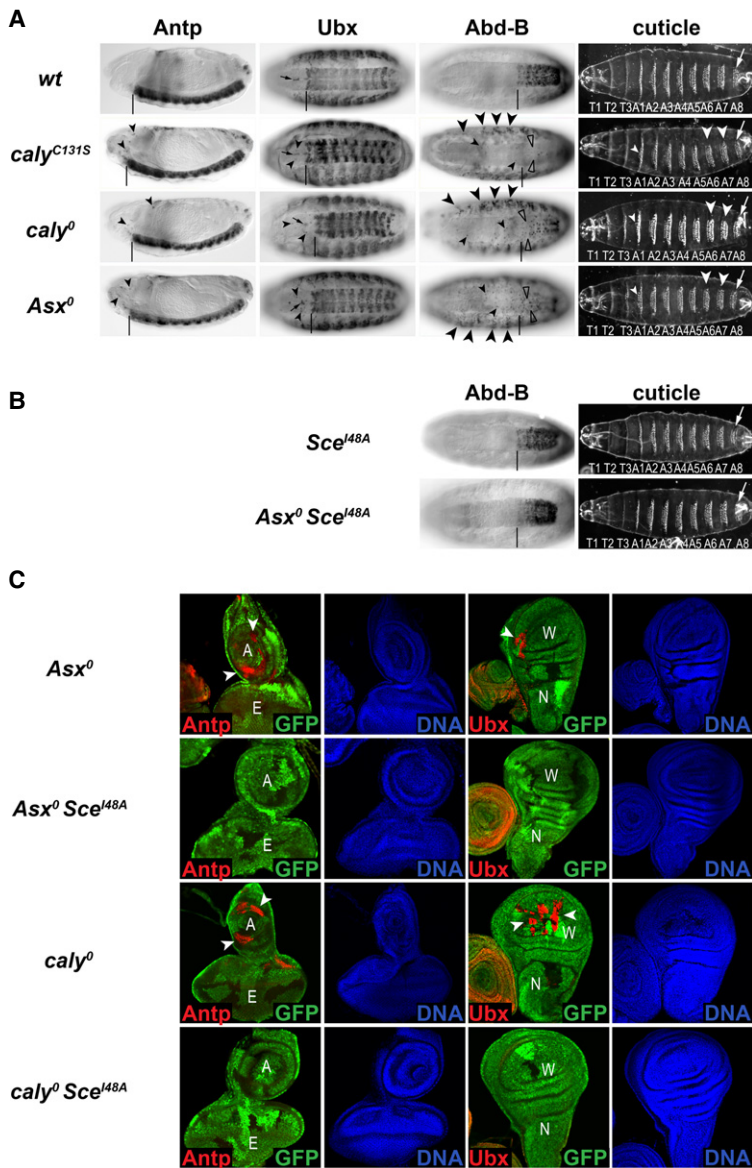 A
Antp Ubx Abd-B cuticle
wt
T1 T2 T3 A1 A2 A3 A4 A5 A6 A7 A8
caly^C131S
T1 T2 T3 A1 A2 A3 A4 A5 A6 A7 A8
caly^0
T1 T2 T3 A1 A2 A3 A4 A5 A6 A7 A8
Asx^0
T1 T2 T3 A1 A2 A3 A4 A5 A6 A7 A8
B
Abd-B cuticle
Sce^I48A
T1 T2 T3 A1 A2 A3 A4 A5 A6 A7 A8
Asx^0 Sce^I48A
T1 T2 T3 A1 A2 A3 A4 A5 A6 A7 A8
C
Asx^0
A W
E N
Antp GFP DNA Ubx GFP DNA
Asx^0 Sce^I48A
A W
E N
Antp GFP DNA Ubx GFP DNA
caly^0
A W
E N
Antp GFP DNA Ubx GFP DNA
caly^0 Sce^I48A
A W
E N
Antp GFP DNA Ubx GFP DNA